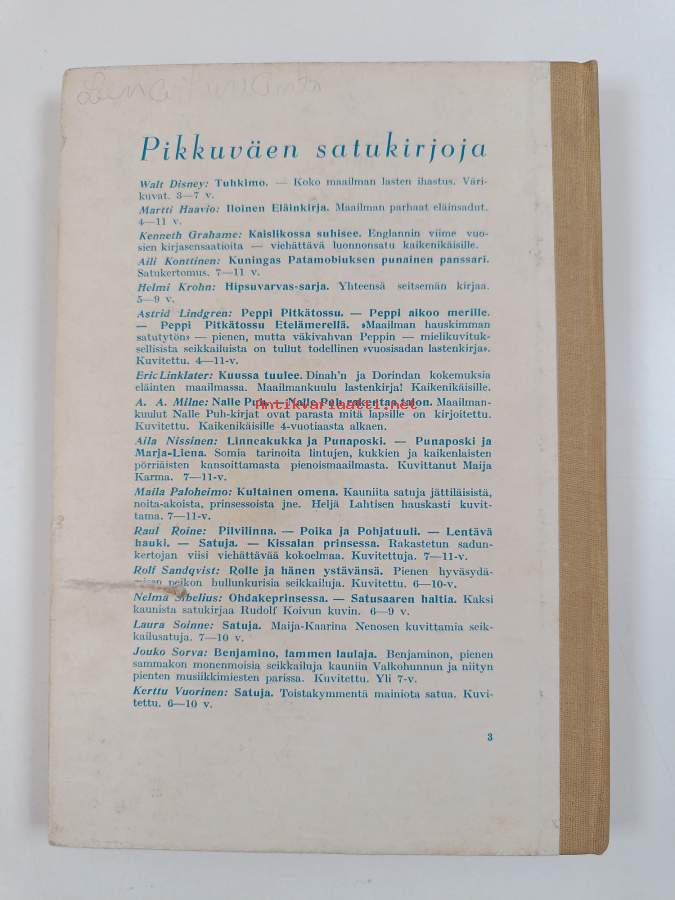 Pikkuväen satukirjoja
Walt Disney: Tuhkimo. — Koko maailman lasten ihastus. Väri-
kuvat. 3—7 v.
Martti Haavio: Iloinen Eläinkirja. Maailman parhaat eläinsadut.
4—11 v.
Kenneth Grahame: Kaislikossa suhisee. Englannin viime vuo-
sien kirjasensaatioita — viehättävä luonnonsatu kaikenikäisille.
Aili Konttinen: Kuningas Patamobiuksen punainen panssari.
Satukertomus. 7—11 v.
Helmi Krohn: Hipsuvarvas-sarja. Yhteensä seitsemän kirjaa.
5—9 v.
Astrid Lindgren: Peppi Pitkätossu. — Peppi aikoo merille.
— Peppi Pitkätossu Etelämerellä. »Maailman hauskimman
satutytön» — pienen, mutta väkivahvan Peppin — mielikuvituk-
sellisista seikkailuista on tullut todellinen »vuosisadan lastenkirja».
Kuvitettu. 4—11-v.
Eric Linklater: Kuussa tuulee. Dinah'n ja Dorindan kokemuksia
eläinten maailmassa. Maailmankuulu lastenkirja! Kaikenikäisille.
A. A. Milne: Nalle Puh. — Nalle Puh rakentaa talon. Maailman-
Antikvariaatti.net
kuulut Nalle Puh-kirjat ovat parasta mitä lapsille on kirjoitettu.
Kuvitettu. Kaikenikäisille 4-vuotiaasta alkaen.
Aila Nissinen: Linneakukka ja Punaposki. — Punaposki ja
Marja-Liena. Somia tarinoita lintujen, kukkien ja kaikenlaisten
pörriäisten kansoittamasta pienoismaailmasta. Kuvittanut Maija
Karma. 7—11-v.
Maila Paloheimo: Kultainen omena. Kauniita satuja jättiläisistä,
noita-akoista, prinsessoista jne. Heljä Lahtisen hauskasti kuvit-
tama. 7—11-v.
Raul Roine: Pilvilinna. — Poika ja Pohjatuuli. — Lentävä
hauki. — Satuja. — Kissalan prinsessa. Rakastetun sadun-
kertojan viisi viehättävää kokoelmaa. Kuvitettuja. 7—11-v.
Rolf Sandqvist: Rolle ja hänen ystävänsä. Pienen hyväsydä-
misen peikon hullunkurisia seikkailuja. Kuvitettu. 6—10-v.
Nelma Sibelius: Ohdakeprinsessa. — Satusaaren haltia. Kaksi
kaunista satukirjaa Rudolf Koivun kuvin. 6—9 v.
Laura Soinne: Satuja. Maija-Kaarina Nenosen kuvittamia seik-
kailusatuja. 7—10 v.
Jouko Sorva: Benjamino, lammen laulaja. Benjaminon, pienen
sammakon monenmoisia seikkailuja kauniin Valkohunnun ja niityn
pienten musiikkimiesten parissa. Kuvitettu. Yli 7-v.
Kerttu Vuorinen: Satuja. Toistakymmentä mainiota satua. Kuvi-
tettu. 6—10 v.
3